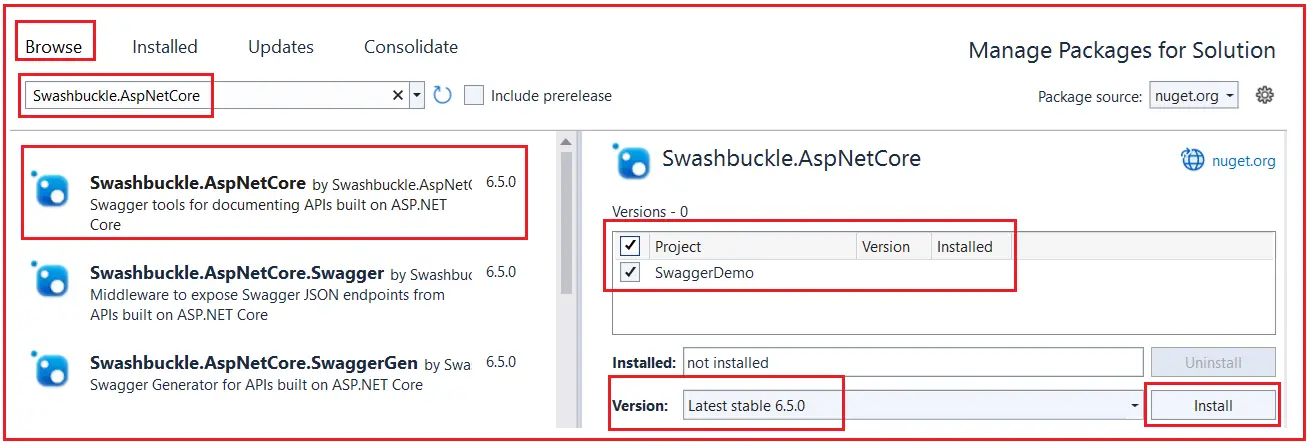 Browse Installed Updates Consolidate
Manage Packages for Solution
Swashbuckle.AspNetCore
Include prerelease
Package source: nuget.org
Swashbuckle.AspNetCore by Swashbuckle.AspNetC 6.5.0
Swagger tools for documenting APIs built on ASP.NET
Core
Swashbuckle.AspNetCore.Swagger by Swashbuc 6.5.0
Middleware to expose Swagger JSON endpoints from
APIs built on ASP.NET Core
Swashbuckle.AspNetCore.SwaggerGen by Swa 6.5.0
Swagger Generator for APIs built on ASP.NET Core
Swashbuckle.AspNetCore
nuget.org
Versions - 0
Project Version Installed
SwaggerDemo
Installed: not installed Uninstall
Version: Latest stable 6.5.0 Install